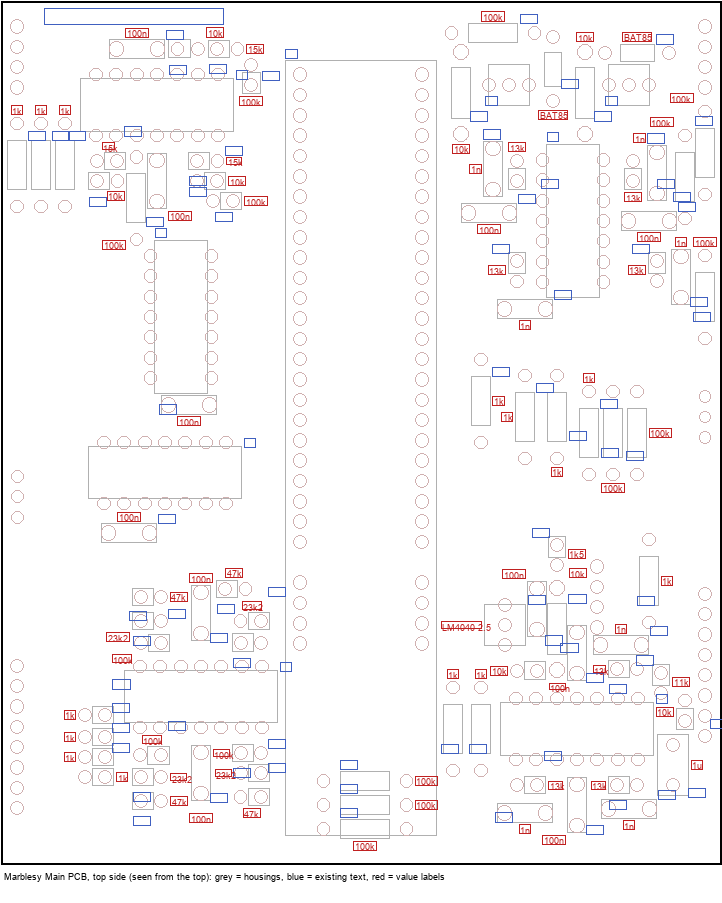 100k
100n
10k
10k
BAT85
15k
100k
100k
1k
1k
1k
BAT85
100k
15k
13k
1n
10k
15k
1n
10k
10k
13k
100k
100n
100n
100n
100k
1n
100k
13k
13k
1n
1k
1k
1k
100n
100k
1k
100k
100n
1k5
47k
100n
100n
10k
1k
47k
23k2
23k2
LM4040-2.5
1n
100k
1k
1k
10k
13k
11k
100n
1k
10k
1k
100k
100k
1k
1u
1k
23k2
23k2
100k
13k
13k
47k
100k
47k
100n
1n
1n
100n
100k
Marblesy Main PCB, top side (seen from the top): grey = housings, blue = existing text, red = value labels